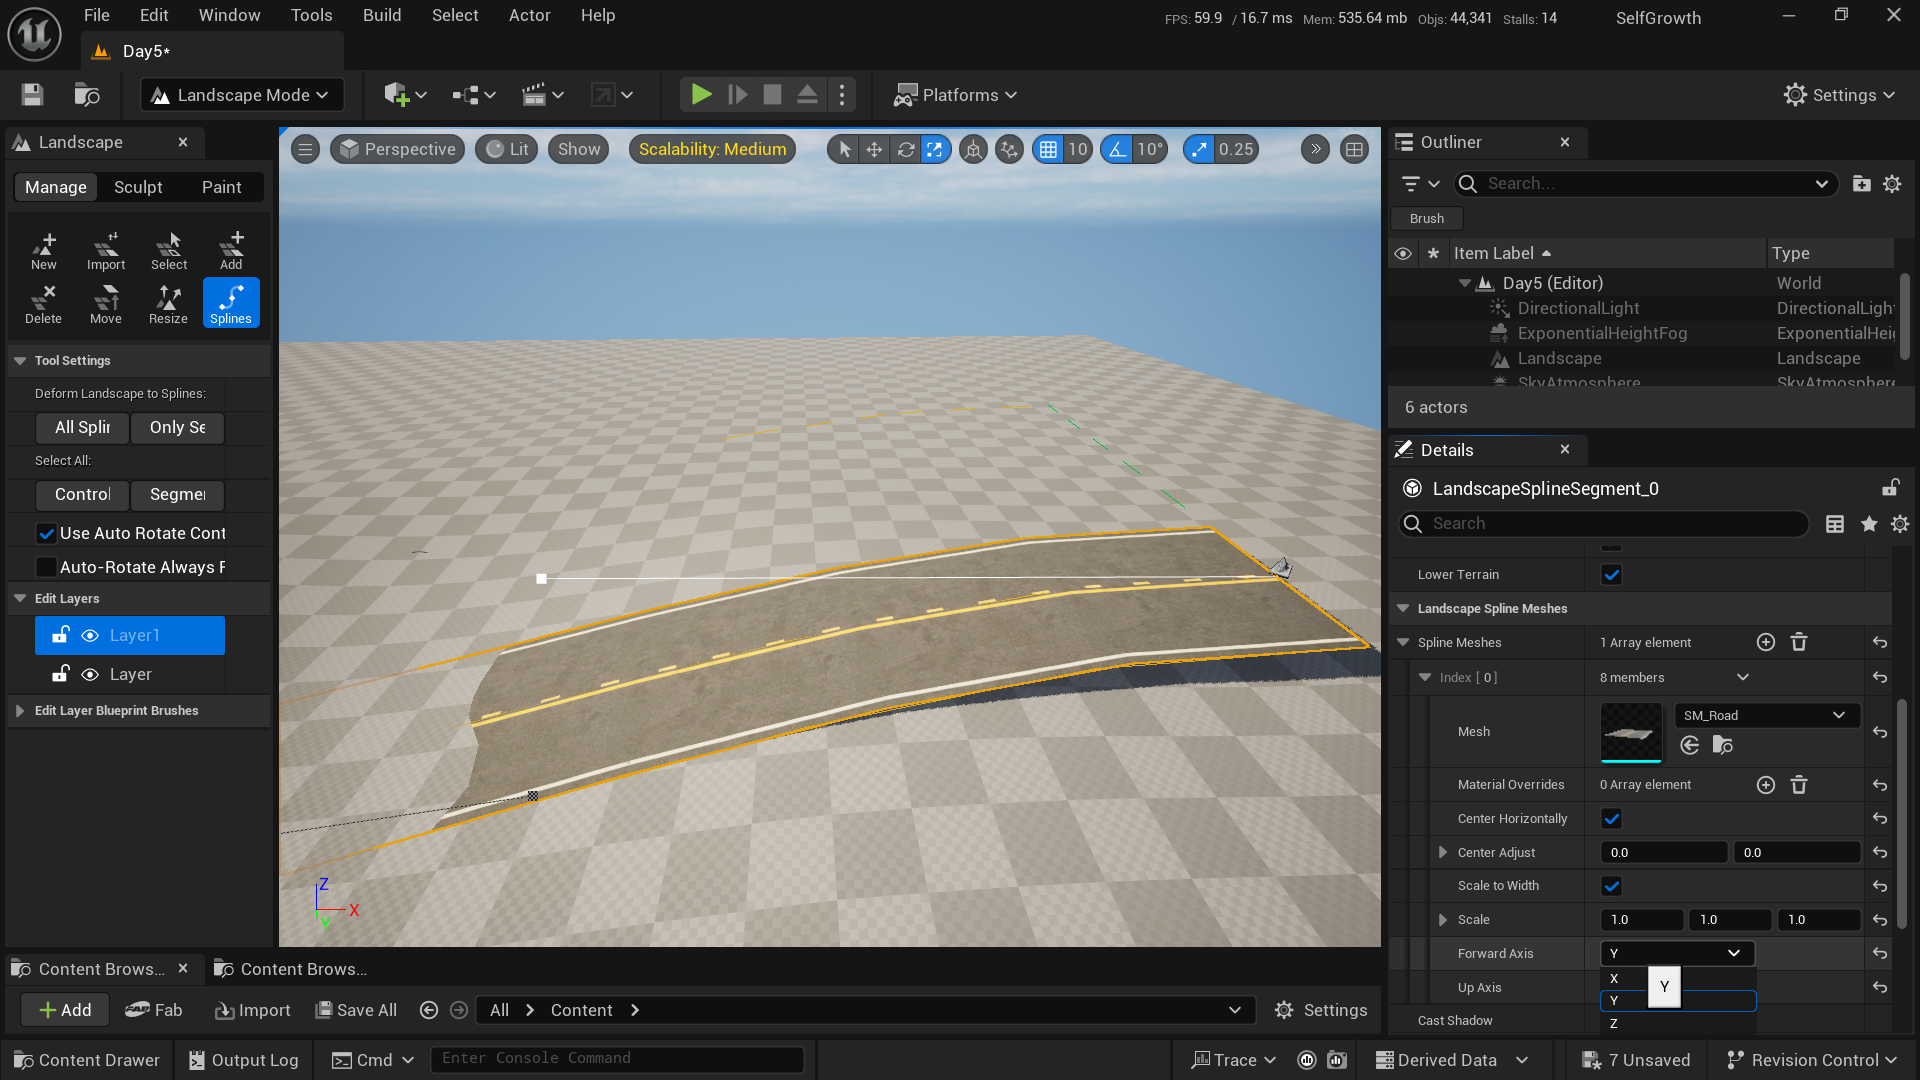 File Edit Window Tools Build Select Actor Help
FPS: 59.9 / 16.7 ms Mem: 535.64 mb Objs: 44,341 Stalls: 14
SelfGrowth
Day5*
Landscape Mode
Platforms
Settings
Landscape
Manage Sculpt Paint
New Import Select Add
Delete Move Resize Splines
Tool Settings
Deform Landscape to Splines:
All Splir Only Se
Select All:
Control Segmer
Use Auto Rotate Cont
Auto-Rotate Always F
Edit Layers
Layer1
Layer
Edit Layer Blueprint Brushes
Perspective Lit Show Scalability: Medium 10 10° 0.25
Z
X
Y
Outliner
Search...
Brush
Item Label Type
Day5 (Editor) World
DirectionalLight DirectionalLight
ExponentialHeightFog ExponentialHeig
Landscape Landscape
SkyAtmosphere SkyAtmosphere
6 actors
Details
LandscapeSplineSegment_0
Search
Lower Terrain
Landscape Spline Meshes
Spline Meshes 1 Array element
Index [ 0 ] 8 members
Mesh SM_Road
Material Overrides 0 Array element
Center Horizontally
Center Adjust 0.0 0.0
Scale to Width
Scale 1.0 1.0 1.0
Forward Axis Y
X
Y
Z
Y
Up Axis
Cast Shadow
Content Brows... Content Brows...
Add Fab Import Save All All Content Settings
Content Drawer Output Log Cmd Enter Console Command Trace Derived Data 7 Unsaved Revision Control